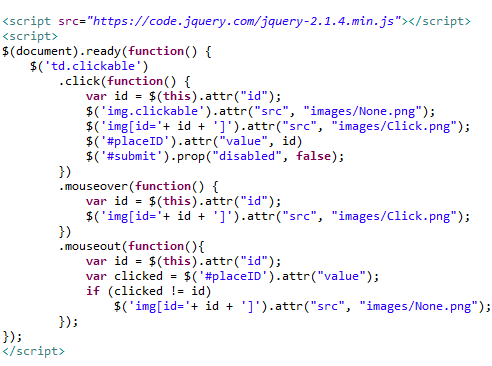 <script src="https://code.jquery.com/jquery-2.1.4.min.js"></script>
<script>
$(document).ready(function() {
    $('td.clickable')
        .click(function() {
            var id = $(this).attr("id");
            $('img.clickable').attr("src", "images/None.png");
            $('img[id='+ id + ']').attr("src", "images/Click.png");
            $('#placeID').attr("value", id)
            $('#submit').prop("disabled", false);
        })
        .mouseover(function() {
            var id = $(this).attr("id");
            $('img[id='+ id + ']').attr("src", "images/Click.png");
        })
        .mouseout(function(){
            var id = $(this).attr("id");
            var clicked = $('#placeID').attr("value");
            if (clicked != id)
                $('img[id='+ id + ']').attr("src", "images/None.png");
        });
});
</script>